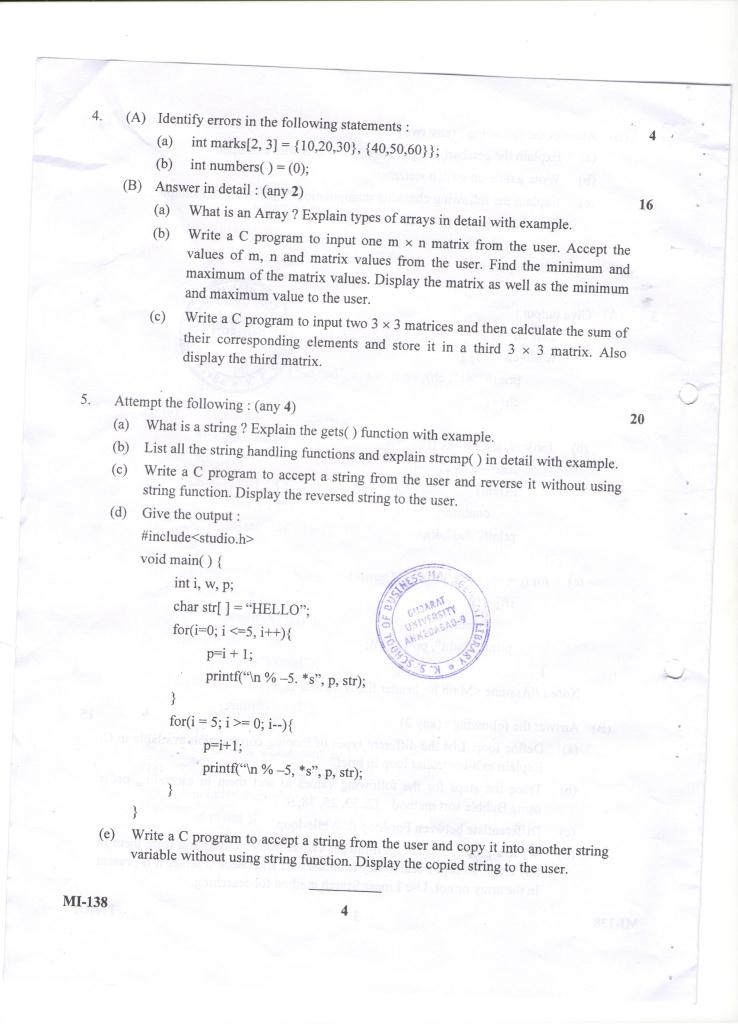 4. (A) Identify errors in the following statements : 4
(a) int marks[2, 3] = {10,20,30}, {40,50,60}};
(b) int numbers( ) = (0);
(B) Answer in detail : (any 2) 16
(a) What is an Array ? Explain types of arrays in detail with example.
(b) Write a C program to input one m × n matrix from the user. Accept the
values of m, n and matrix values from the user. Find the minimum and
maximum of the matrix values. Display the matrix as well as the minimum
and maximum value to the user.
(c) Write a C program to input two 3 × 3 matrices and then calculate the sum of
their corresponding elements and store it in a third 3 × 3 matrix. Also
display the third matrix.
5. Attempt the following : (any 4) 20
(a) What is a string ? Explain the gets( ) function with example.
(b) List all the string handling functions and explain strcmp( ) in detail with example.
(c) Write a C program to accept a string from the user and reverse it without using
string function. Display the reversed string to the user.
(d) Give the output :
#include<studio.h>
void main( ) {
int i, w, p;
char str[ ] = “HELLO”;
for(i=0; i <=5, i++){
p=i + 1;
printf(“\n % –5. *s”, p, str);
}
for(i = 5; i >= 0; i--){
p=i+1;
printf(“\n % –5, *s”, p, str);
}
}
(e) Write a C program to accept a string from the user and copy it into another string
variable without using string function. Display the copied string to the user.
MI-138
4
K. S. SCHOOL OF BUSINESS MANAGEMENT LIBRARY
GUJARAT
UNIVERSITY
AHMEDABAD-9